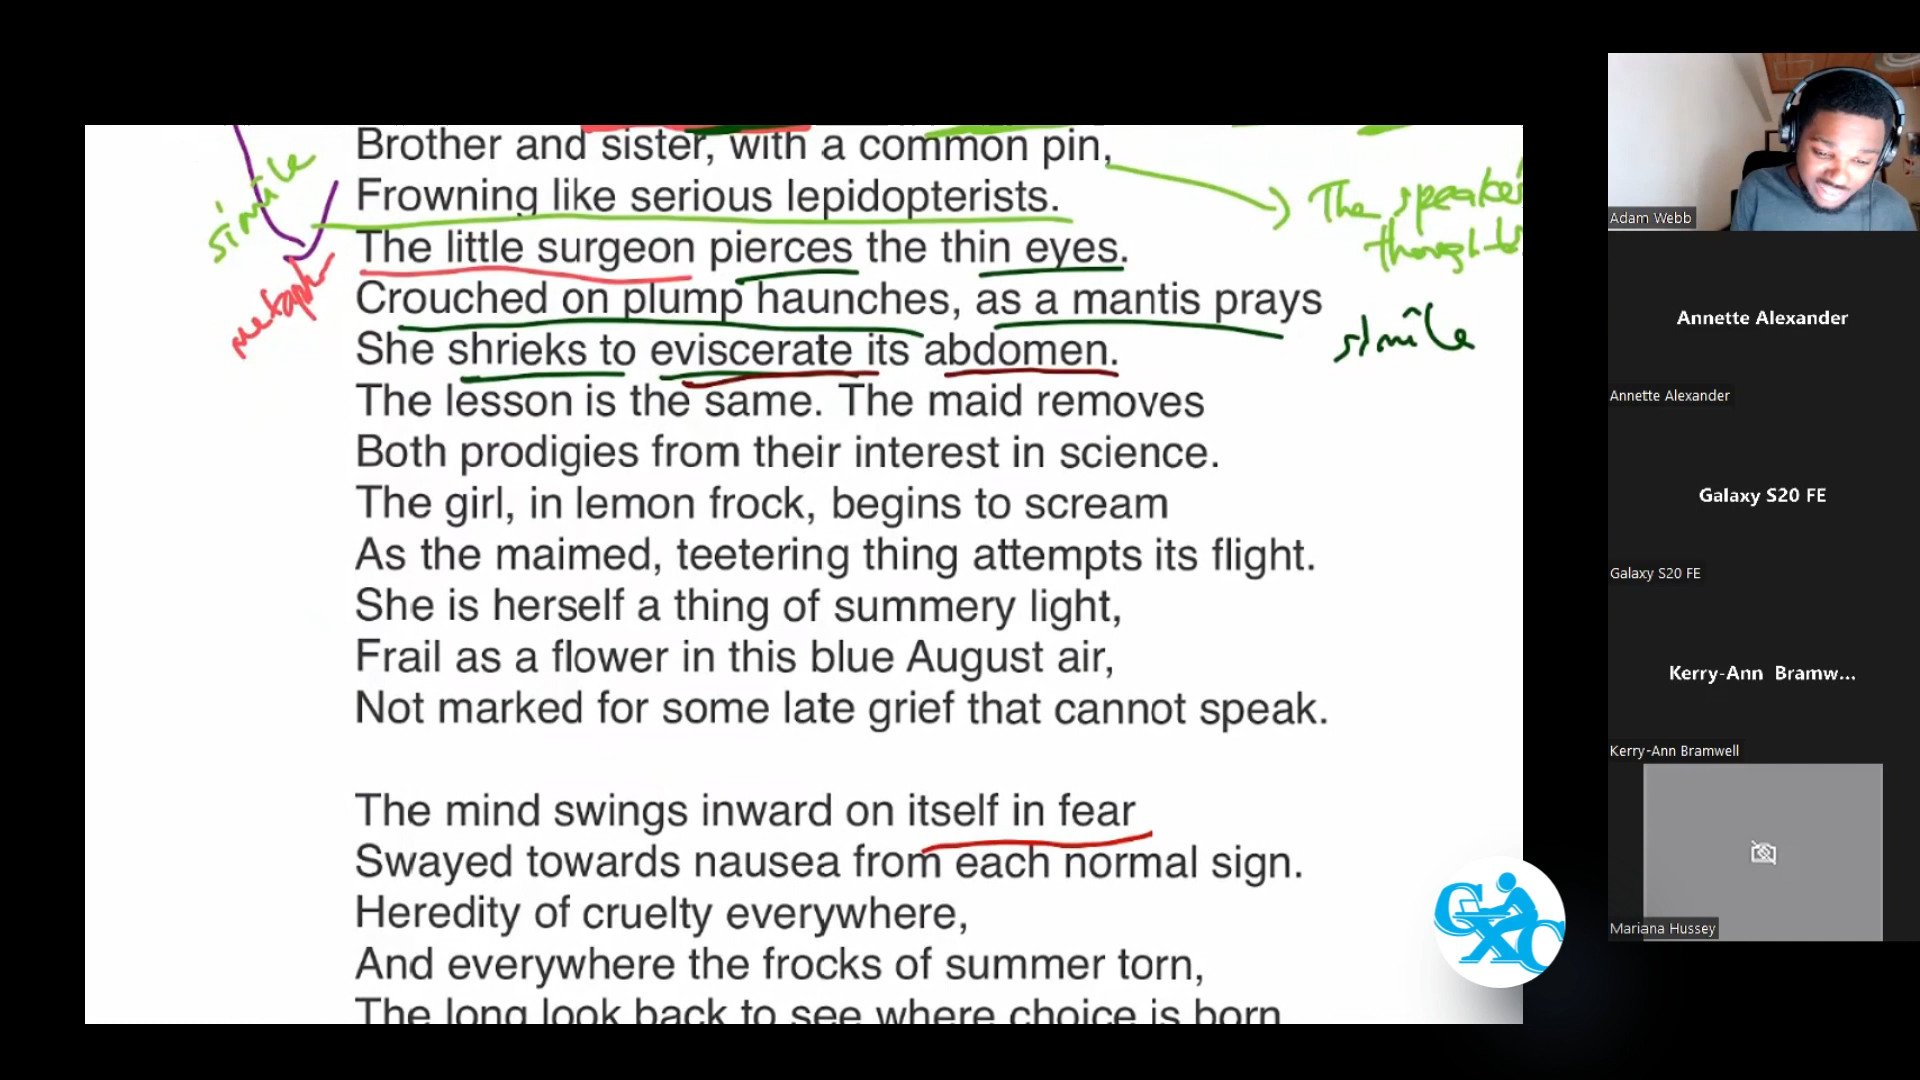 Brother and sister, with a common pin,
Frowning like serious lepidopterists.
The little surgeon pierces the thin eyes.
Crouched on plump haunches, as a mantis prays
She shrieks to eviscerate its abdomen.
The lesson is the same. The maid removes
Both prodigies from their interest in science.
The girl, in lemon frock, begins to scream
As the maimed, teetering thing attempts its flight.
She is herself a thing of summery light,
Frail as a flower in this blue August air,
Not marked for some late grief that cannot speak.
The mind swings inward on itself in fear
Swayed towards nausea from each normal sign.
Heredity of cruelty everywhere,
And everywhere the frocks of summer torn,
The long look back to see where choice is born
simile
The
thoughts
simile
CXC
Adam Webb
Annette Alexander
Annette Alexander
Galaxy S20 FE
Galaxy S20 FE
Kerry-Ann Bramw...
Kerry-Ann Bramwell
Mariana Hussey